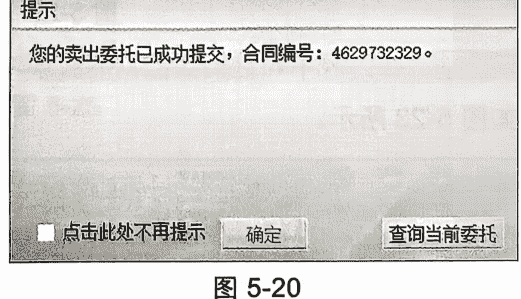 提示
您的卖出委托已成功提交，合同编号：4629732329。
点击此处不再提示
确定
查询当前委托
图 5-20